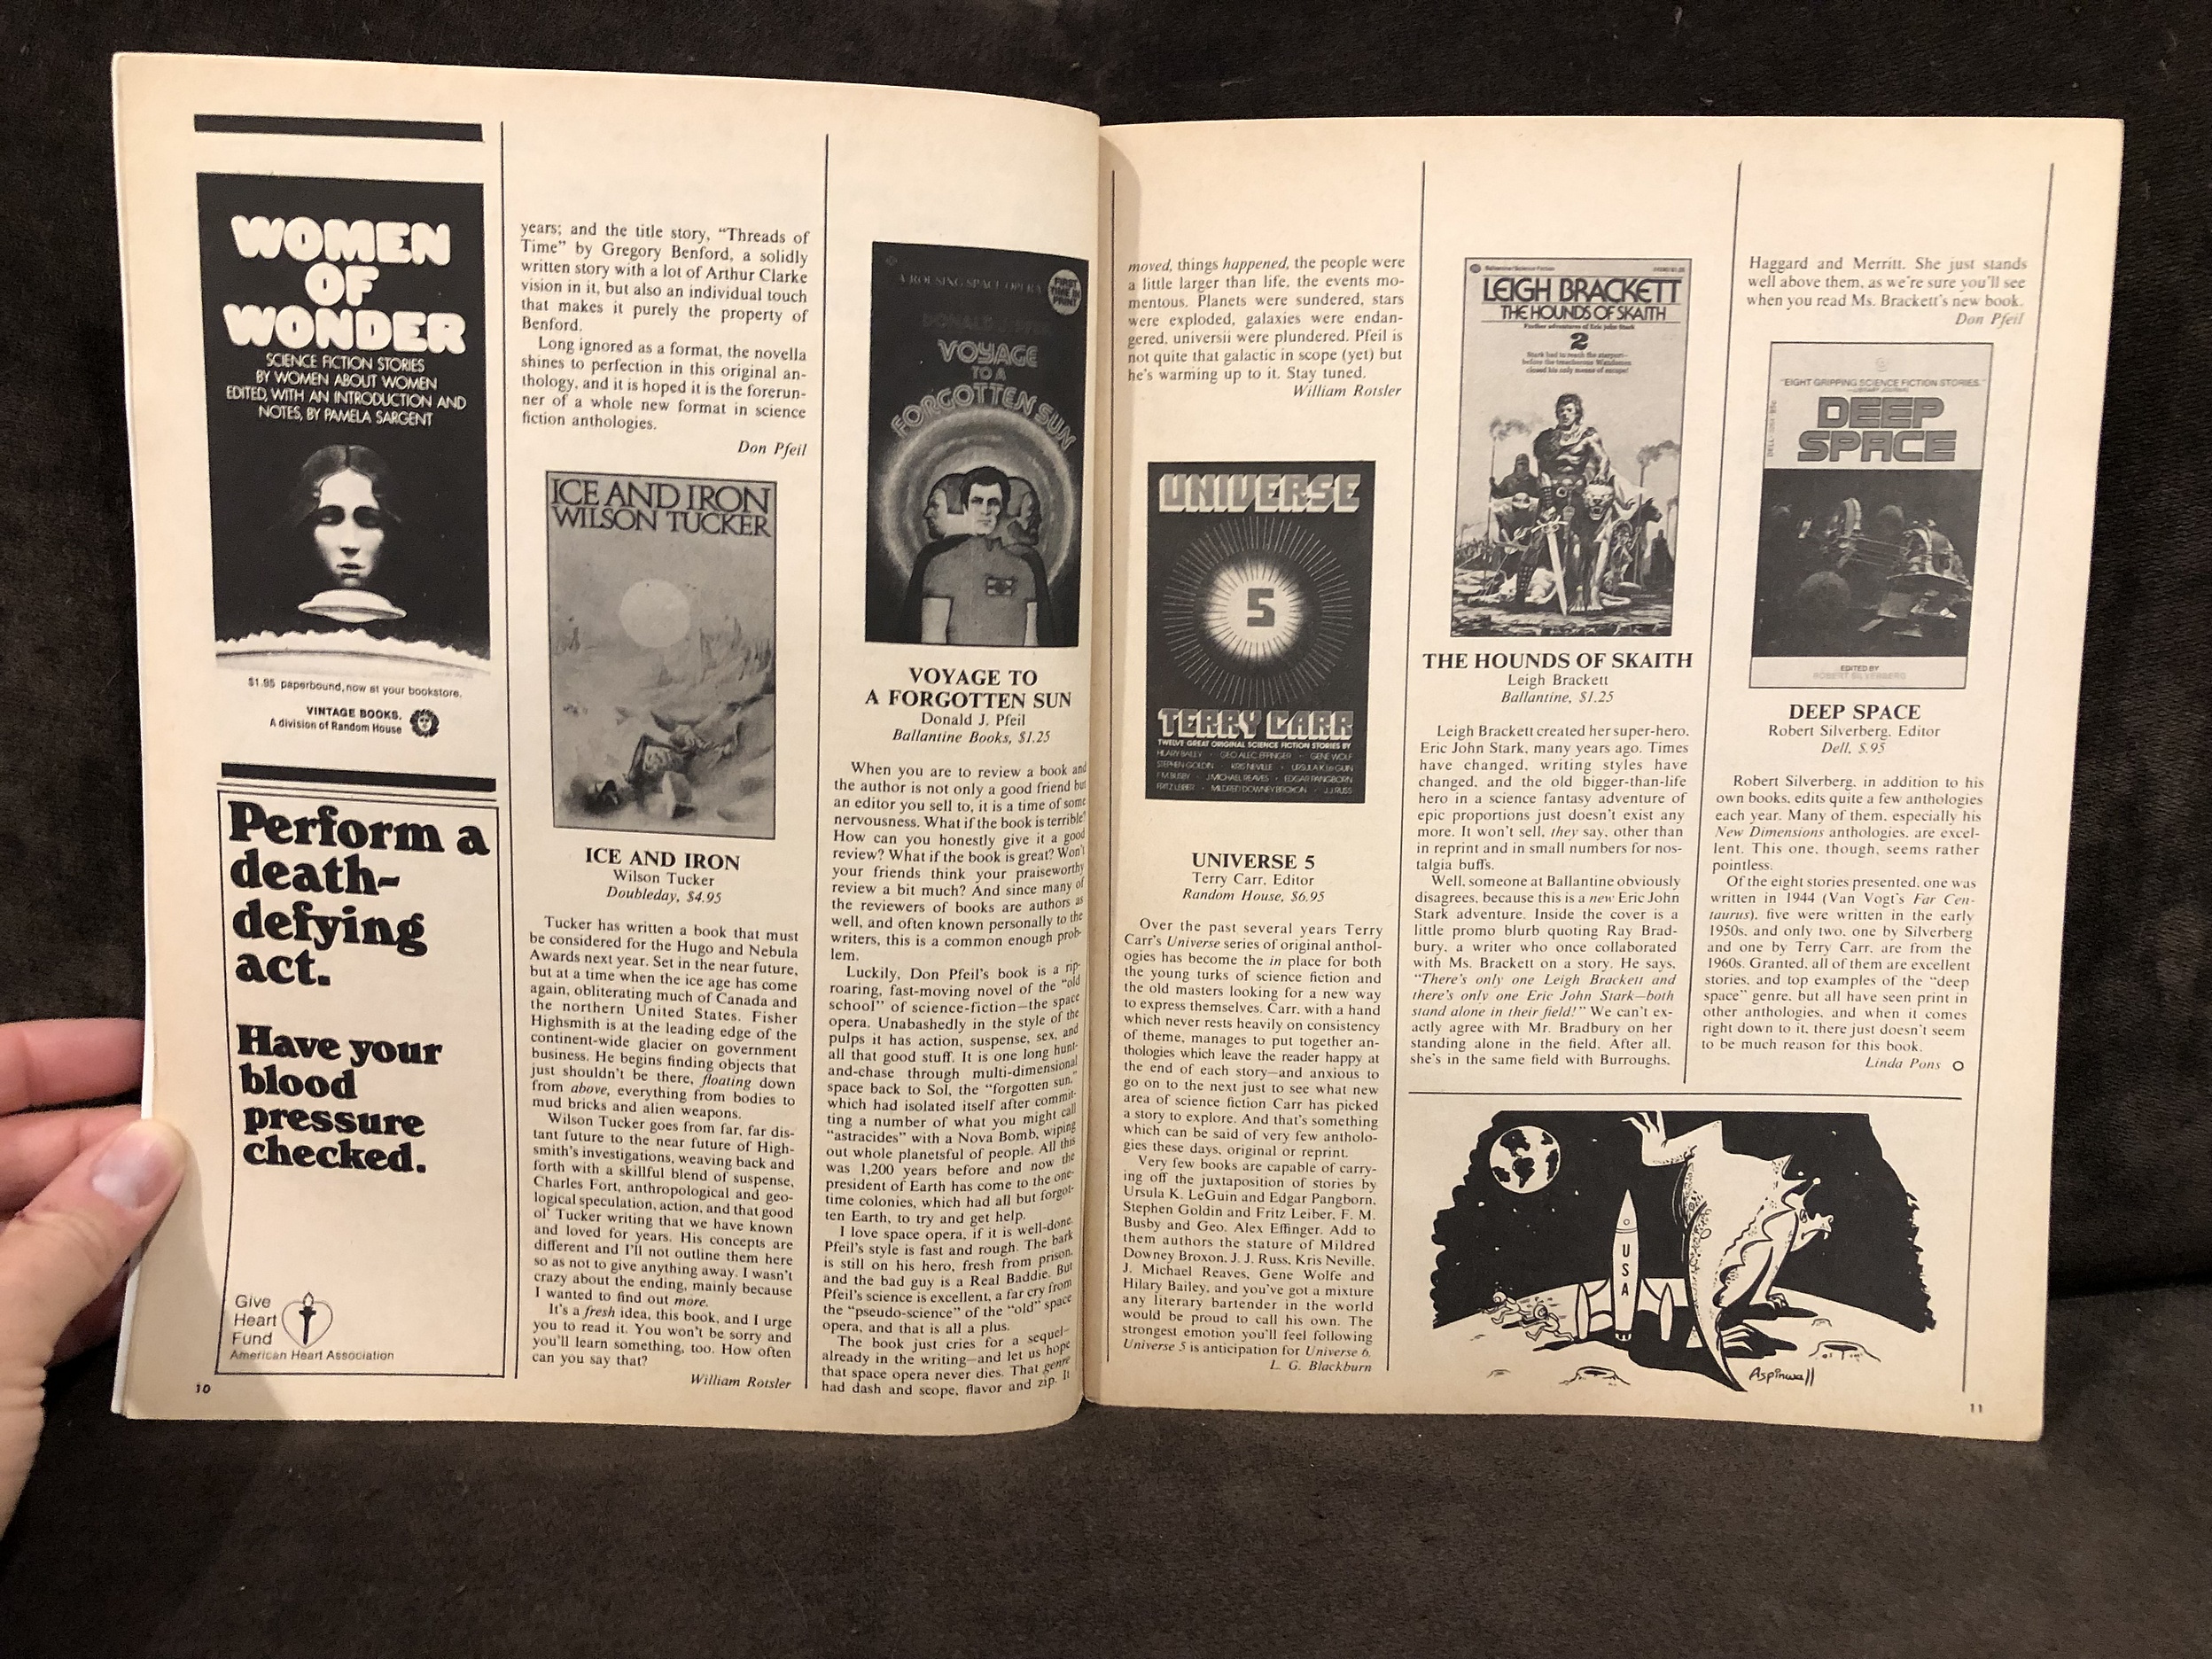 WOMEN
OF
WONDER
SCIENCE FICTION STORIES
BY WOMEN ABOUT WOMEN
EDITED, WITH AN INTRODUCTION AND
NOTES, BY PAMELA SARGENT
$1.95 paperbound, now at your bookstore.
VINTAGE BOOKS,
A division of Random House
Perform a
death-
defying
act.
Have your
blood
pressure
checked.
Give
Heart
Fund
American Heart Association
10
years; and the title story, “Threads of
Time” by Gregory Benford, a solidly
written story with a lot of Arthur Clarke
vision in it, but also an individual touch
that makes it purely the property of
Benford.
Long ignored as a format, the novella
shines to perfection in this original an-
thology, and it is hoped it is the forerun-
ner of a whole new format in science
fiction anthologies.
Don Pfeil
ICE AND IRON
WILSON TUCKER
ICE AND IRON
Wilson Tucker
Doubleday, $4.95
Tucker has written a book that must
be considered for the Hugo and Nebula
Awards next year. Set in the near future,
but at a time when the ice age has come
again, obliterating much of Canada and
the northern United States. Fisher
Highsmith is at the leading edge of the
continent-wide glacier on government
business. He begins finding objects that
just shouldn't be there, floating down
from above, everything from bodies to
mud bricks and alien weapons.
Wilson Tucker goes from far, far dis-
tant future to the near future of High-
smith's investigations, weaving back and
forth with a skillful blend of suspense,
Charles Fort, anthropological and geo-
logical speculation, action, and that good
ol' Tucker writing that we have known
and loved for years. His concepts are
different and I'll not outline them here
so as not to give anything away. I wasn't
crazy about the ending, mainly because
I wanted to find out more.
It's a fresh idea, this book, and I urge
you to read it. You won't be sorry and
you'll learn something, too. How often
can you say that?
William Rotsler
A ROUSING SPACE OPERA
FIRST
TIME IN
PRINT
VOYAGE
TO A
FORGOTTEN SUN
VOYAGE TO
A FORGOTTEN SUN
Donald J. Pfeil
Ballantine Books, $1.25
When you are to review a book and
the author is not only a good friend but
an editor you sell to, it is a time of some
nervousness. What if the book is terrible?
How can you honestly give it a good
review? What if the book is great? Won't
your friends think your praiseworthy
review a bit much? And since many of
the reviewers of books are authors as
well, and often known personally to the
writers, this is a common enough prob-
lem.
Luckily, Don Pfeil's book is a rip-
roaring, fast-moving novel of the “old
school” of science-fiction—the space
opera. Unabashedly in the style of the
pulps it has action, suspense, sex, and
all that good stuff. It is one long hunt-
and-chase through multi-dimensional
space back to Sol, the “forgotten sun.”
which had isolated itself after commit-
ting a number of what you might call
“astracides” with a Nova Bomb, wiping
out whole planetsful of people. All this
was 1,200 years before and now the
president of Earth has come to the one-
time colonies, which had all but forgot-
ten Earth, to try and get help.
I love space opera, if it is well-done.
Pfeil's style is fast and rough. The bark
is still on his hero, fresh from prison,
and the bad guy is a Real Baddie. But
Pfeil's science is excellent, a far cry from
the “pseudo-science” of the “old” space
opera, and that is all a plus.
The book just cries for a sequel—
already in the writing—and let us hope
that space opera never dies. That genre
had dash and scope, flavor and zip. It
moved, things happened, the people were
a little larger than life, the events mo-
mentous. Planets were sundered, stars
were exploded, galaxies were endan-
gered, universii were plundered. Pfeil is
not quite that galactic in scope (yet) but
he's warming up to it. Stay tuned.
William Rotsler
UNIVERSE
5
TERRY CARR
TWELVE GREAT ORIGINAL SCIENCE FICTION STORIES BY
HILARY BAILEY · GEO. ALEC EFFINGER · GENE WOLF
STEPHEN GOLDIN · KRIS NEVILLE · URSULA K. Le GUIN
F.M. BUSBY · J. MICHAEL REAVES · EDGAR PANGBORN
FRITZ LEIBER · MILDRED DOWNEY BROXON · J.J. RUSS
UNIVERSE 5
Terry Carr, Editor
Random House, $6.95
Over the past several years Terry
Carr's Universe series of original anthol-
ogies has become the in place for both
the young turks of science fiction and
the old masters looking for a new way
to express themselves. Carr, with a hand
which never rests heavily on consistency
of theme, manages to put together an-
thologies which leave the reader happy at
the end of each story—and anxious to
go on to the next just to see what new
area of science fiction Carr has picked
a story to explore. And that's something
which can be said of very few antholo-
gies these days, original or reprint.
Very few books are capable of carry-
ing off the juxtaposition of stories by
Ursula K. LeGuin and Edgar Pangborn,
Stephen Goldin and Fritz Leiber, F. M.
Busby and Geo. Alex Effinger. Add to
them authors the stature of Mildred
Downey Broxon, J. J. Russ, Kris Neville,
J. Michael Reaves, Gene Wolfe and
Hilary Bailey, and you've got a mixture
any literary bartender in the world
would be proud to call his own. The
strongest emotion you'll feel following
Universe 5 is anticipation for Universe 6.
L. G. Blackburn
Ballantine/Science Fiction
LEIGH BRACKETT
THE HOUNDS OF SKAITH
Further adventures of Eric John Stark
2
Stark had to reach the starport—
before the treacherous Wandsmen
closed his only means of escape!
THE HOUNDS OF SKAITH
Leigh Brackett
Ballantine, $1.25
Leigh Brackett created her super-hero,
Eric John Stark, many years ago. Times
have changed, writing styles have
changed, and the old bigger-than-life
hero in a science fantasy adventure of
epic proportions just doesn't exist any
more. It won't sell, they say, other than
in reprint and in small numbers for nos-
talgia buffs.
Well, someone at Ballantine obviously
disagrees, because this is a new Eric John
Stark adventure. Inside the cover is a
little promo blurb quoting Ray Brad-
bury, a writer who once collaborated
with Ms. Brackett on a story. He says,
“There's only one Leigh Brackett and
there's only one Eric John Stark—both
stand alone in their field!” We can't ex-
actly agree with Mr. Bradbury on her
standing alone in the field. After all,
she's in the same field with Burroughs,
Haggard and Merritt. She just stands
well above them, as we're sure you'll see
when you read Ms. Brackett's new book.
Don Pfeil
“EIGHT GRIPPING SCIENCE FICTION STORIES.”
DEEP
SPACE
EDITED BY
ROBERT SILVERBERG
DEEP SPACE
Robert Silverberg, Editor
Dell, $.95
Robert Silverberg, in addition to his
own books, edits quite a few anthologies
each year. Many of them, especially his
New Dimensions anthologies, are excel-
lent. This one, though, seems rather
pointless.
Of the eight stories presented, one was
written in 1944 (Van Vogt's Far Cen-
taurus), five were written in the early
1950s, and only two, one by Silverberg
and one by Terry Carr, are from the
1960s. Granted, all of them are excellent
stories, and top examples of the “deep
space” genre, but all have seen print in
other anthologies, and when it comes
right down to it, there just doesn't seem
to be much reason for this book.
Linda Pons
USA
Aspinwall
11